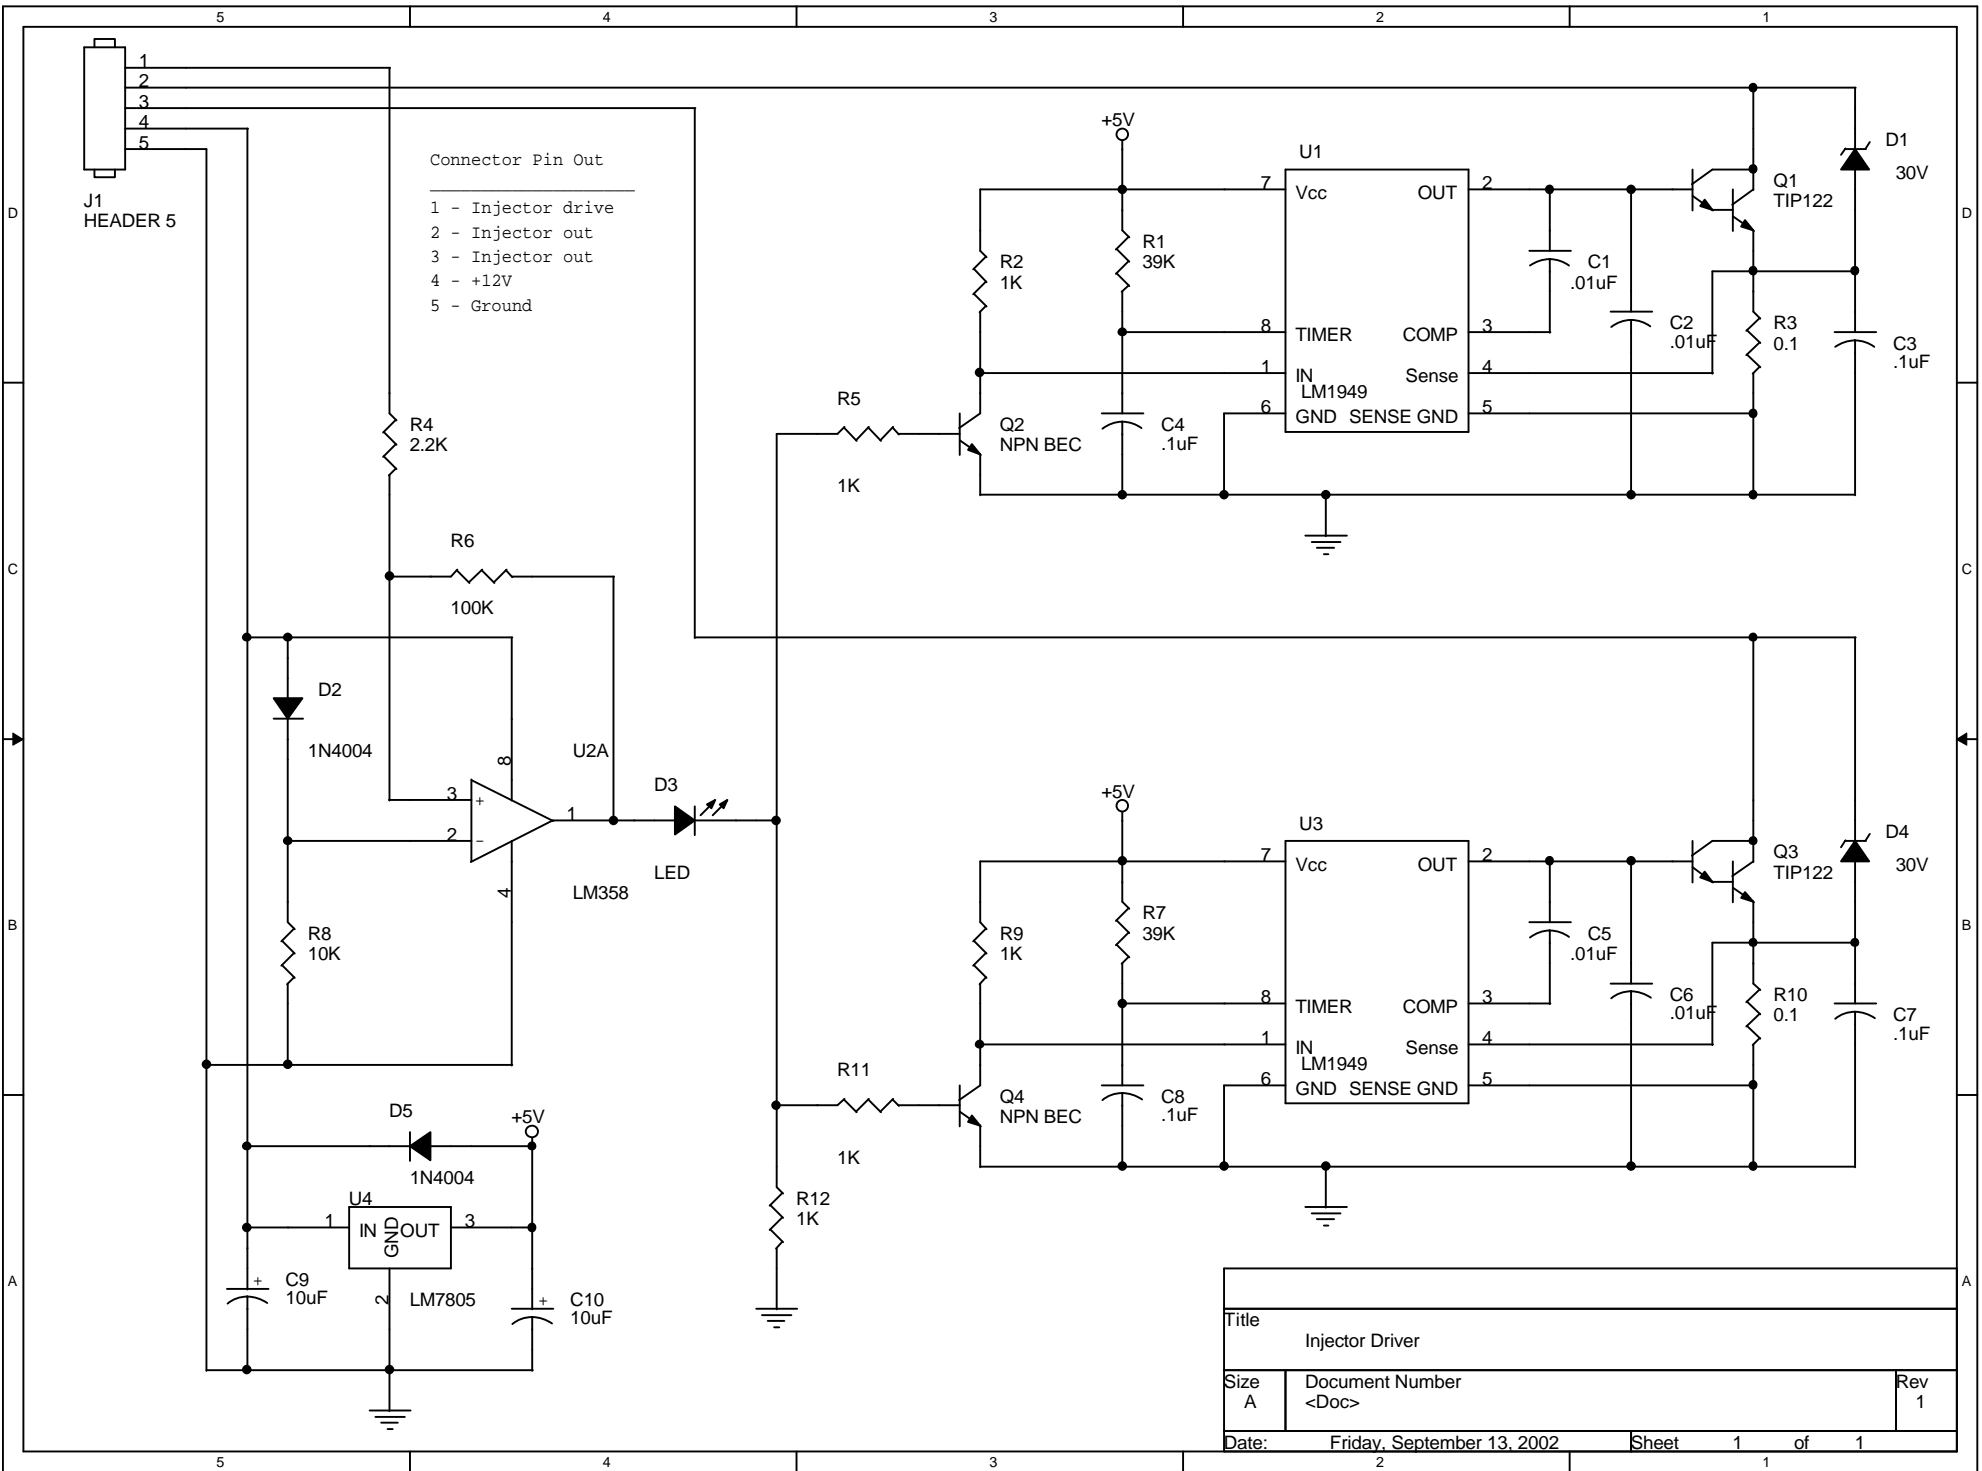 5 4 3 2 1
D
C
B
A
J1
HEADER 5
1
2
3
4
5
Connector Pin Out
1 - Injector drive
2 - Injector out
3 - Injector out
4 - +12V
5 - Ground
R4
2.2K
R6
100K
D2
1N4004
U2A
8
3
+
2
-
1
4
LM358
D3
LED
R8
10K
D5
1N4004
+5V
U4
1
IN
GND
OUT
3
2
LM7805
C9
10uF
+
C10
10uF
+
R12
1K
R5
1K
Q2
NPN BEC
R2
1K
+5V
R1
39K
C4
.1uF
U1
7
Vcc
OUT
2
8
TIMER
COMP
3
1
IN
LM1949
Sense
4
6
GND
SENSE GND
5
C1
.01uF
C2
.01uF
Q1
TIP122
D1
30V
R3
0.1
C3
.1uF
R11
1K
Q4
NPN BEC
R9
1K
+5V
R7
39K
C8
.1uF
U3
7
Vcc
OUT
2
8
TIMER
COMP
3
1
IN
LM1949
Sense
4
6
GND
SENSE GND
5
C5
.01uF
C6
.01uF
Q3
TIP122
D4
30V
R10
0.1
C7
.1uF
D
C
B
A
Title
Injector Driver
Size
A
Document Number
<Doc>
Rev
1
Date: Friday, September 13, 2002 Sheet 1 of 1
5 4 3 2 1